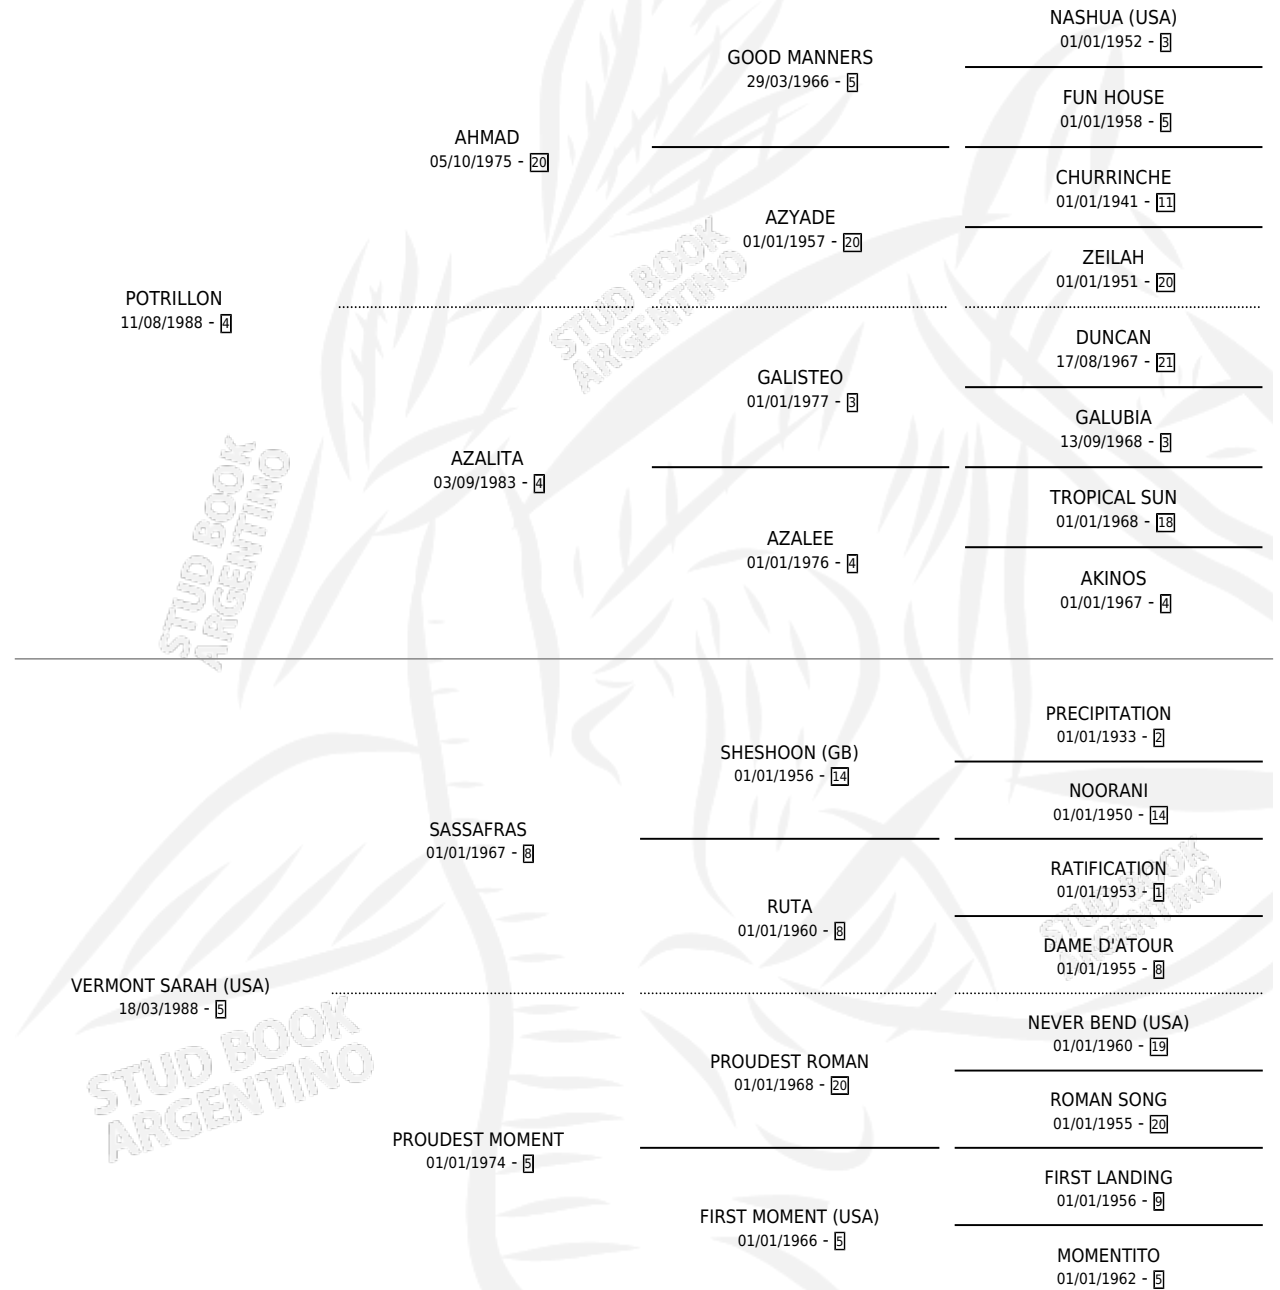 NASHUA (USA)
01/01/1952 - 3
GOOD MANNERS
29/03/1966 - 5
FUN HOUSE
01/01/1958 - 5
AHMAD
05/10/1975 - 20
CHURRINCHE
01/01/1941 - 11
AZYADE
01/01/1957 - 20
ZEILAH
01/01/1951 - 20
POTRILLON
11/08/1988 - 4
DUNCAN
17/08/1967 - 21
GALISTEO
01/01/1977 - 3
GALUBIA
13/09/1968 - 3
AZALITA
03/09/1983 - 4
TROPICAL SUN
01/01/1968 - 18
AZALEE
01/01/1976 - 4
AKINOS
01/01/1967 - 4
STUD BOOK
ARGENTINO
STUD BOOK
ARGENTINO
PRECIPITATION
01/01/1933 - 2
SHESHOON (GB)
01/01/1956 - 14
NOORANI
01/01/1950 - 14
SASSAFRAS
01/01/1967 - 8
RATIFICATION
01/01/1953 - 1
RUTA
01/01/1960 - 8
DAME D'ATOUR
01/01/1955 - 8
VERMONT SARAH (USA)
18/03/1988 - 5
NEVER BEND (USA)
01/01/1960 - 19
PROUDEST ROMAN
01/01/1968 - 20
ROMAN SONG
01/01/1955 - 20
PROUDEST MOMENT
01/01/1974 - 5
FIRST LANDING
01/01/1956 - 9
FIRST MOMENT (USA)
01/01/1966 - 5
MOMENTITO
01/01/1962 - 5
STUD BOOK
ARGENTINO
STUD BOOK
ARGENTINO